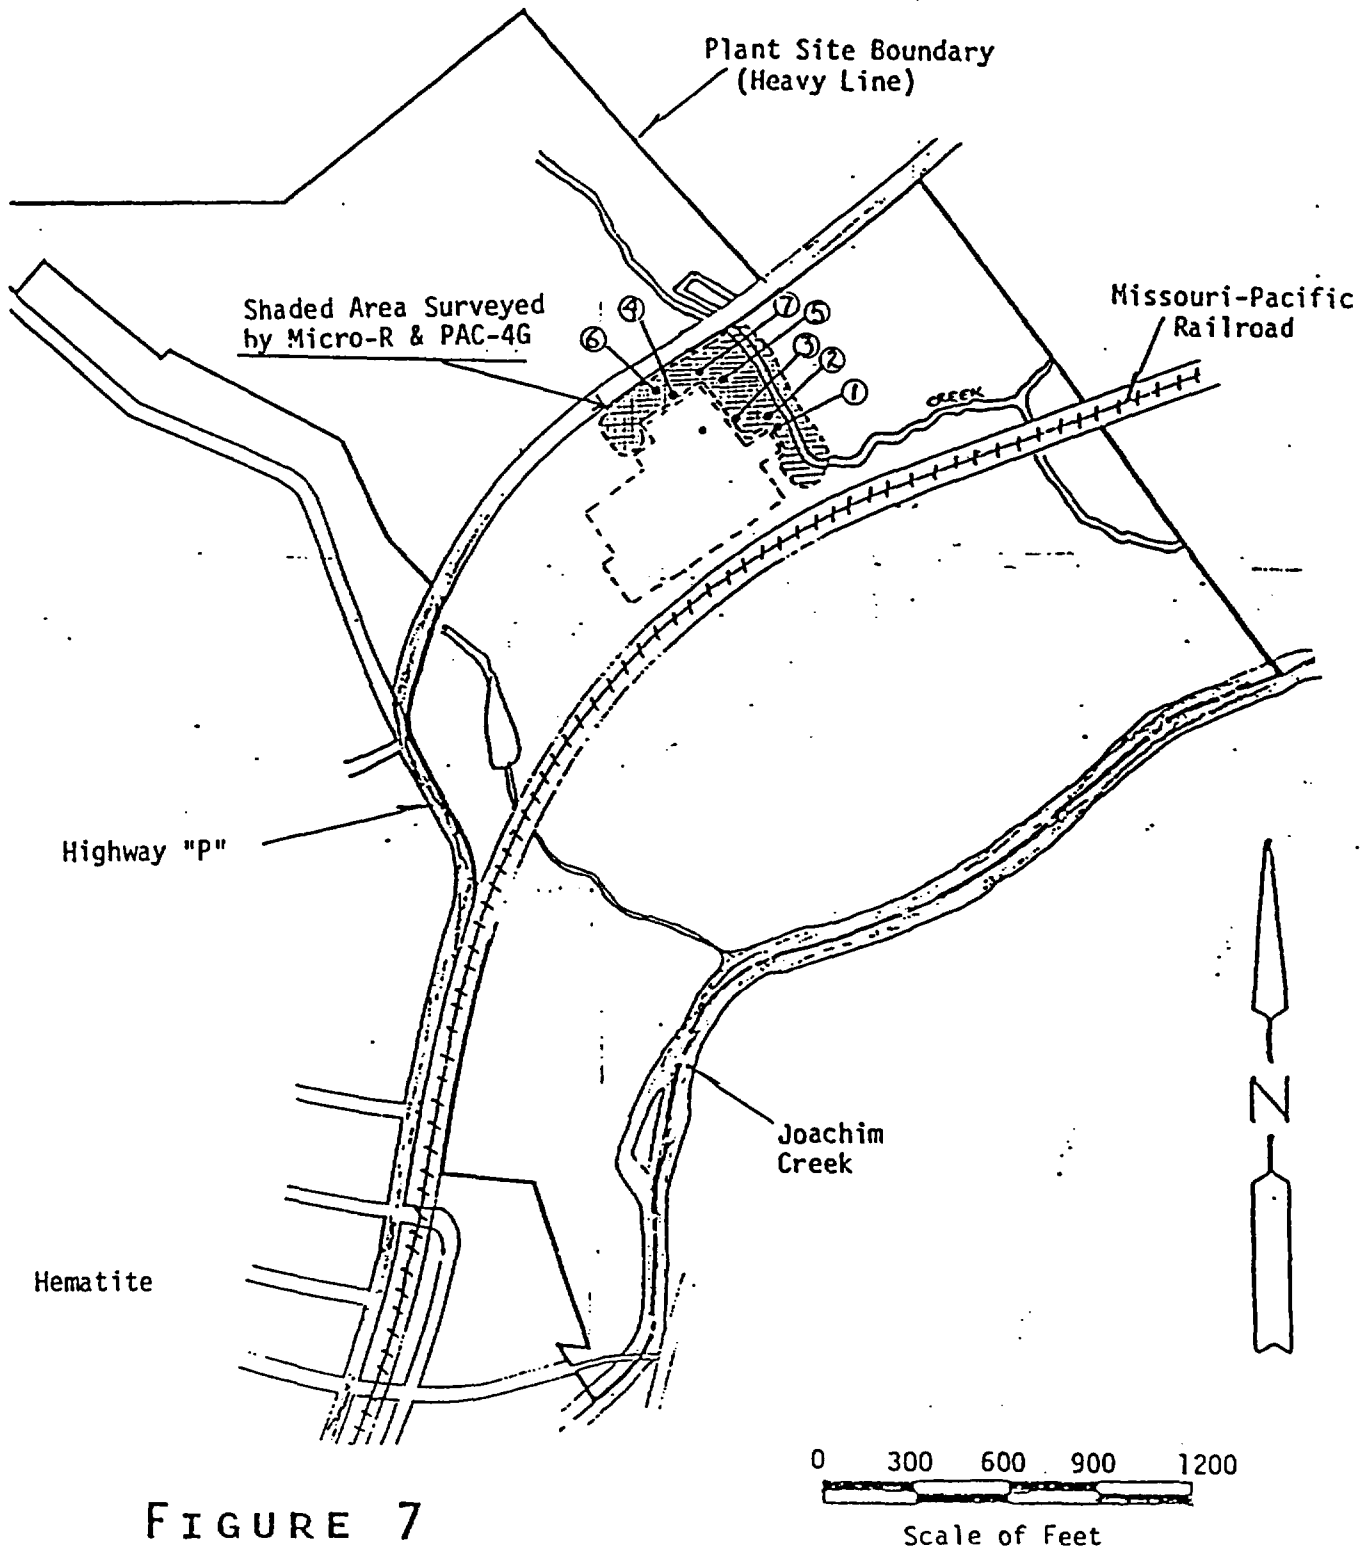 Plant Site Boundary
(Heavy Line)
Missouri-Pacific
Railroad
Shaded Area Surveyed
by Micro-R & PAC-4G
④
⑥
⑦
⑤
③
②
①
CREEK
Highway "P"
N
Joachim
Creek
Hematite
0 300 600 900 1200
Scale of Feet
FIGURE 7